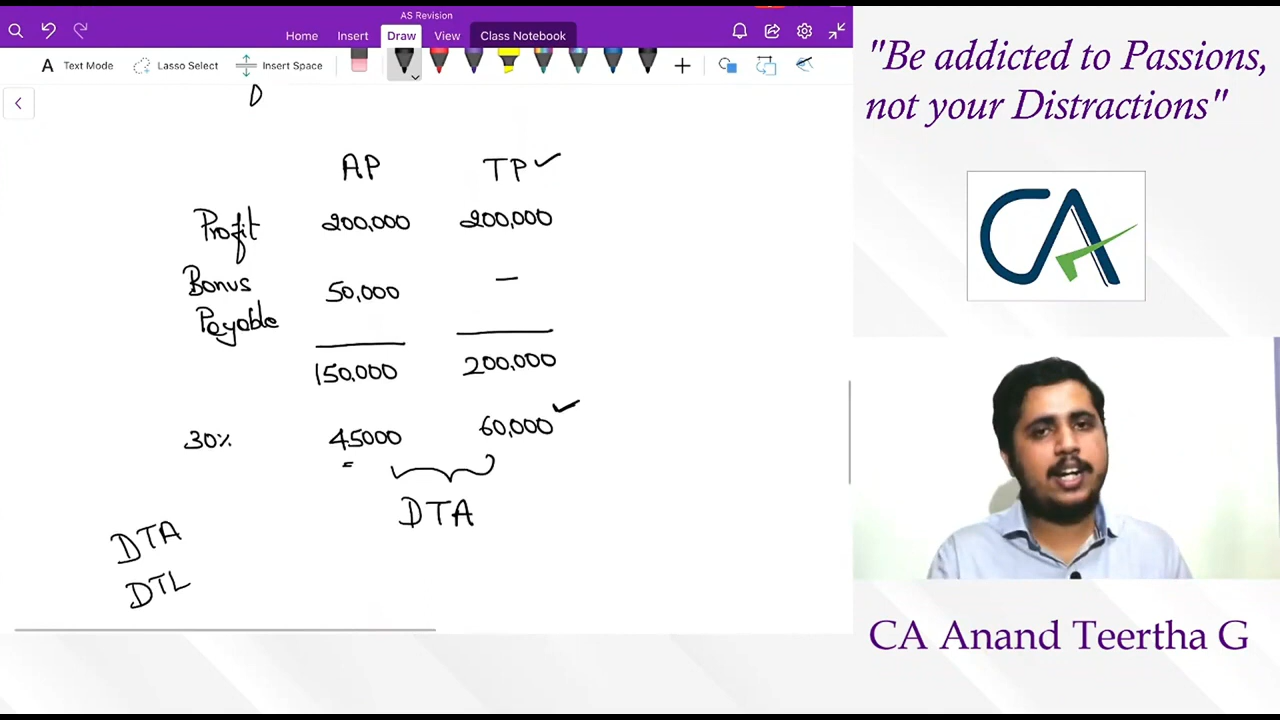 AS Revision
Home Insert Draw View Class Notebook
A Text Mode Lasso Select Insert Space
D
AP TP ✓
Profit 200,000 200,000
Bonus 50,000 —
Payable
150,000 200,000
30% 45000 60,000 ✓
=
DTA
DTA
DTL
"Be addicted to Passions,
not your Distractions"
CA
CA Anand Teertha G